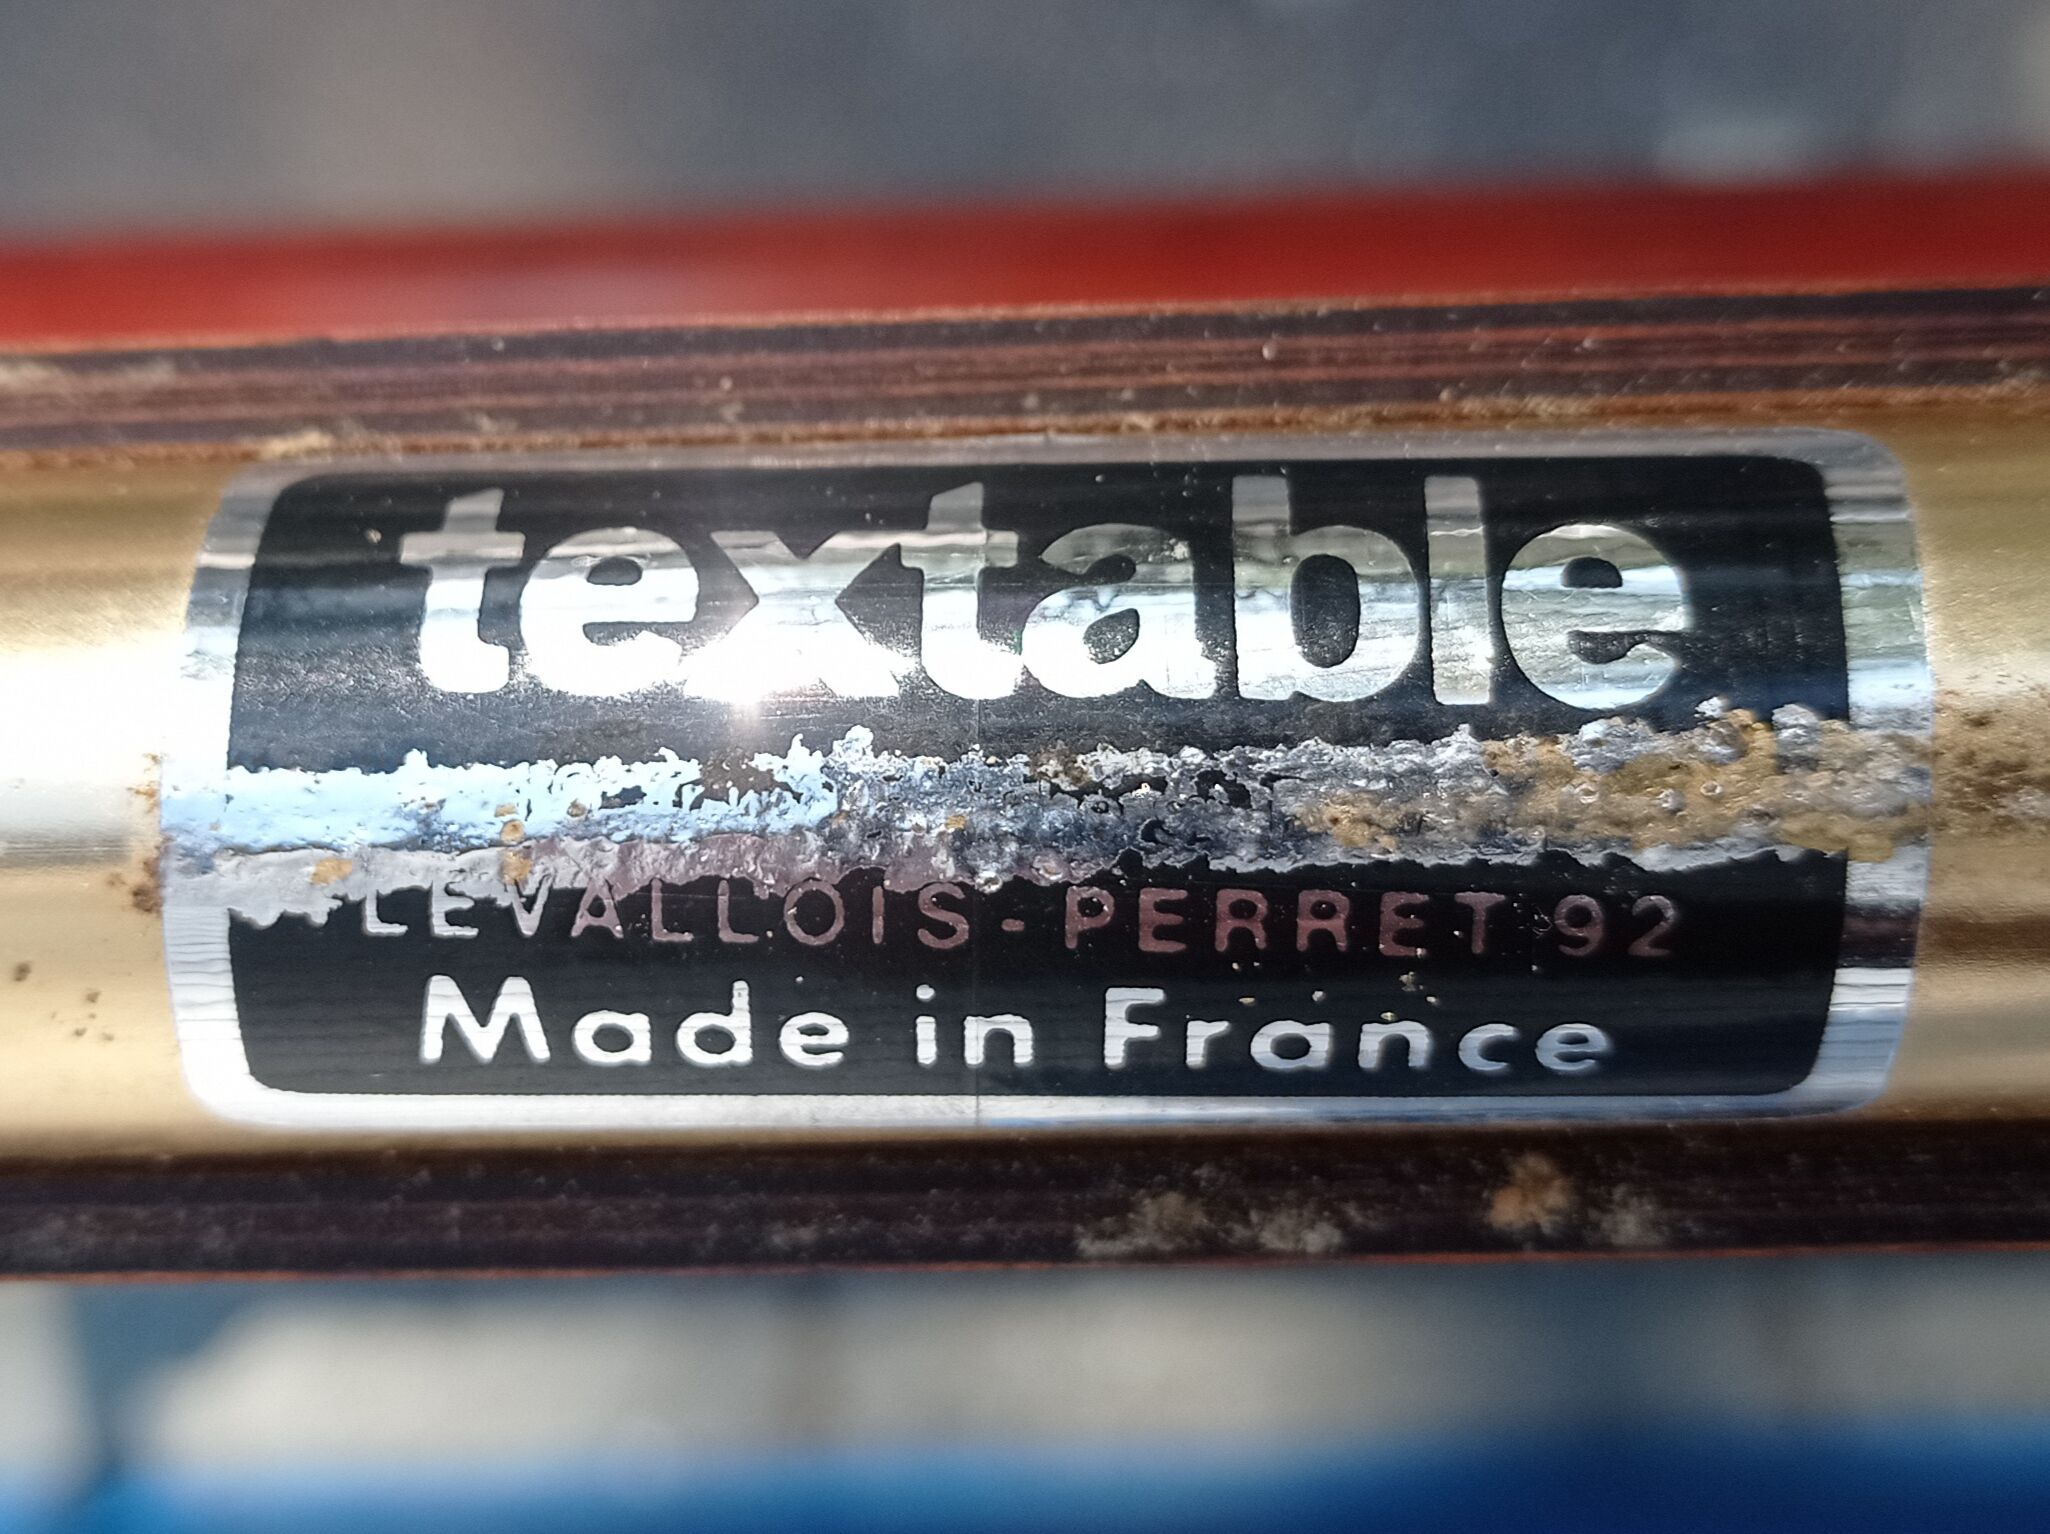 textable
LEVALLOIS-PERRET 92
Made in France